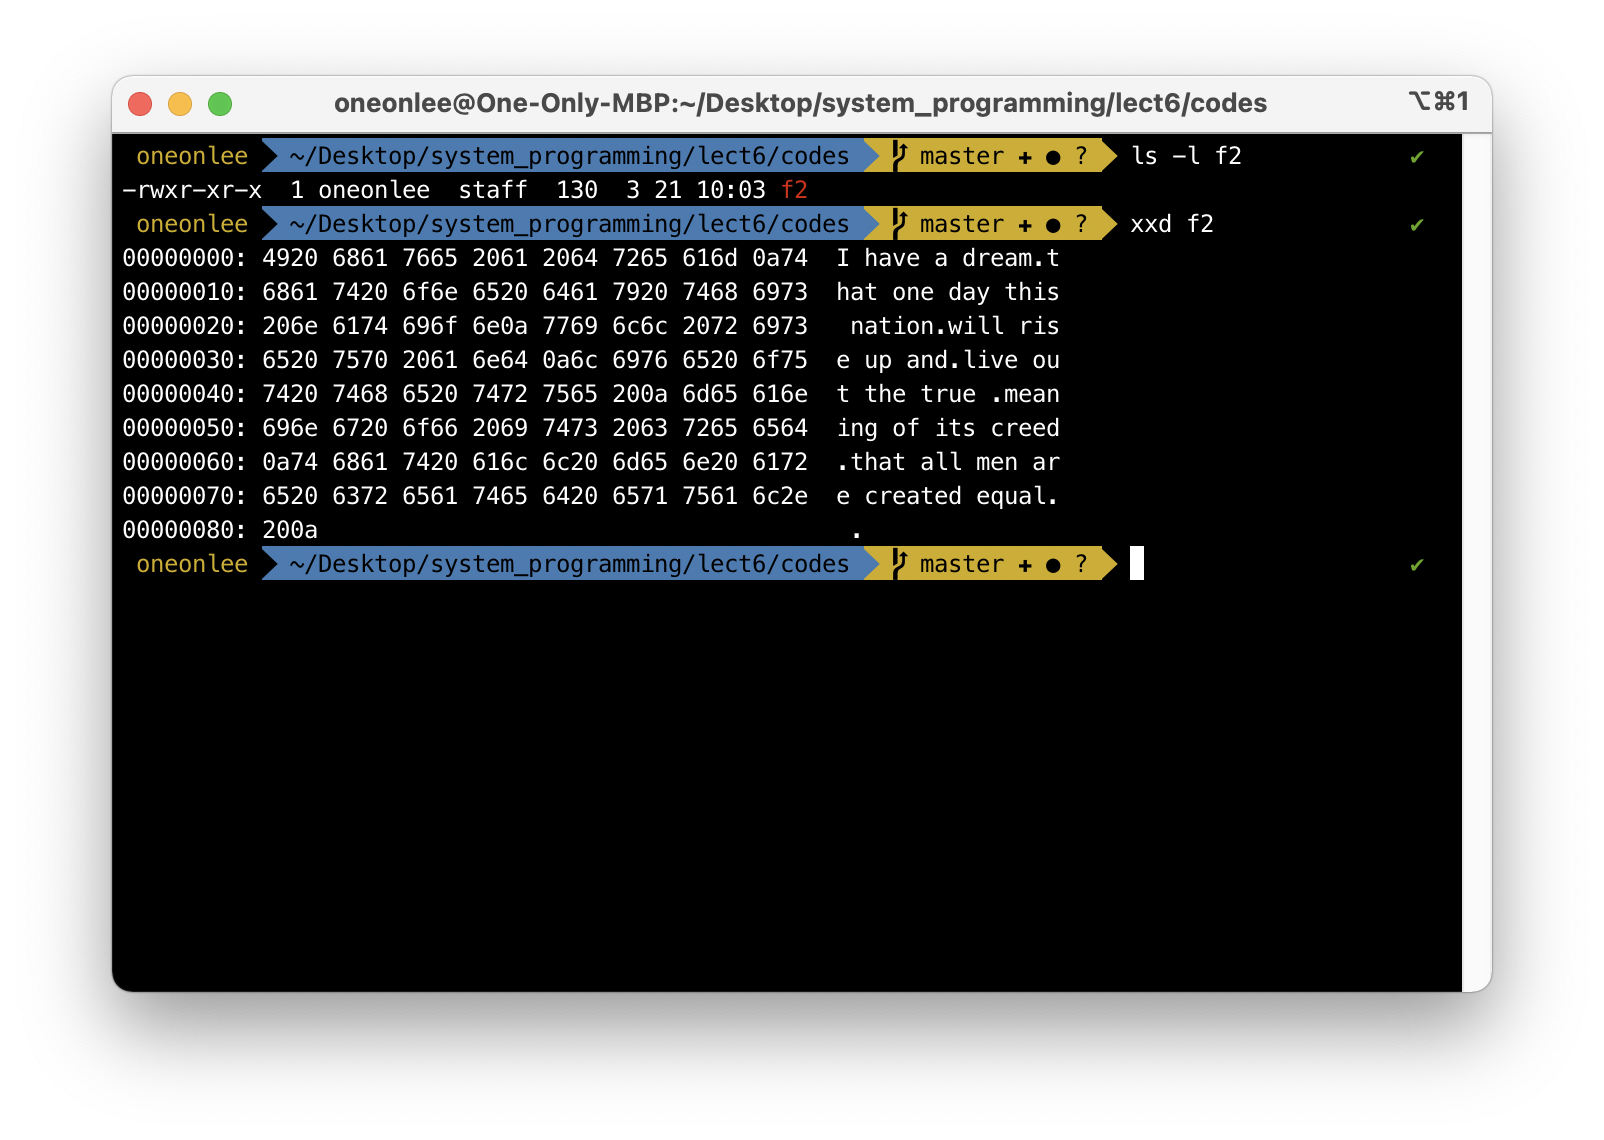 oneonlee@One-Only-MBP:~/Desktop/system_programming/lect6/codes ⌥⌘1
oneonlee ~/Desktop/system_programming/lect6/codes master ✚ ● ? ls -l f2 ✔
-rwxr-xr-x  1 oneonlee  staff  130  3 21 10:03 f2
oneonlee ~/Desktop/system_programming/lect6/codes master ✚ ● ? xxd f2 ✔
00000000: 4920 6861 7665 2061 2064 7265 616d 0a74  I have a dream.t
00000010: 6861 7420 6f6e 6520 6461 7920 7468 6973  hat one day this
00000020: 206e 6174 696f 6e0a 7769 6c6c 2072 6973   nation.will ris
00000030: 6520 7570 2061 6e64 0a6c 6976 6520 6f75  e up and.live ou
00000040: 7420 7468 6520 7472 7565 200a 6d65 616e  t the true .mean
00000050: 696e 6720 6f66 2069 7473 2063 7265 6564  ing of its creed
00000060: 0a74 6861 7420 616c 6c20 6d65 6e20 6172  .that all men ar
00000070: 6520 6372 6561 7465 6420 6571 7561 6c2e  e created equal.
00000080: 200a                                      .
oneonlee ~/Desktop/system_programming/lect6/codes master ✚ ● ? ✔